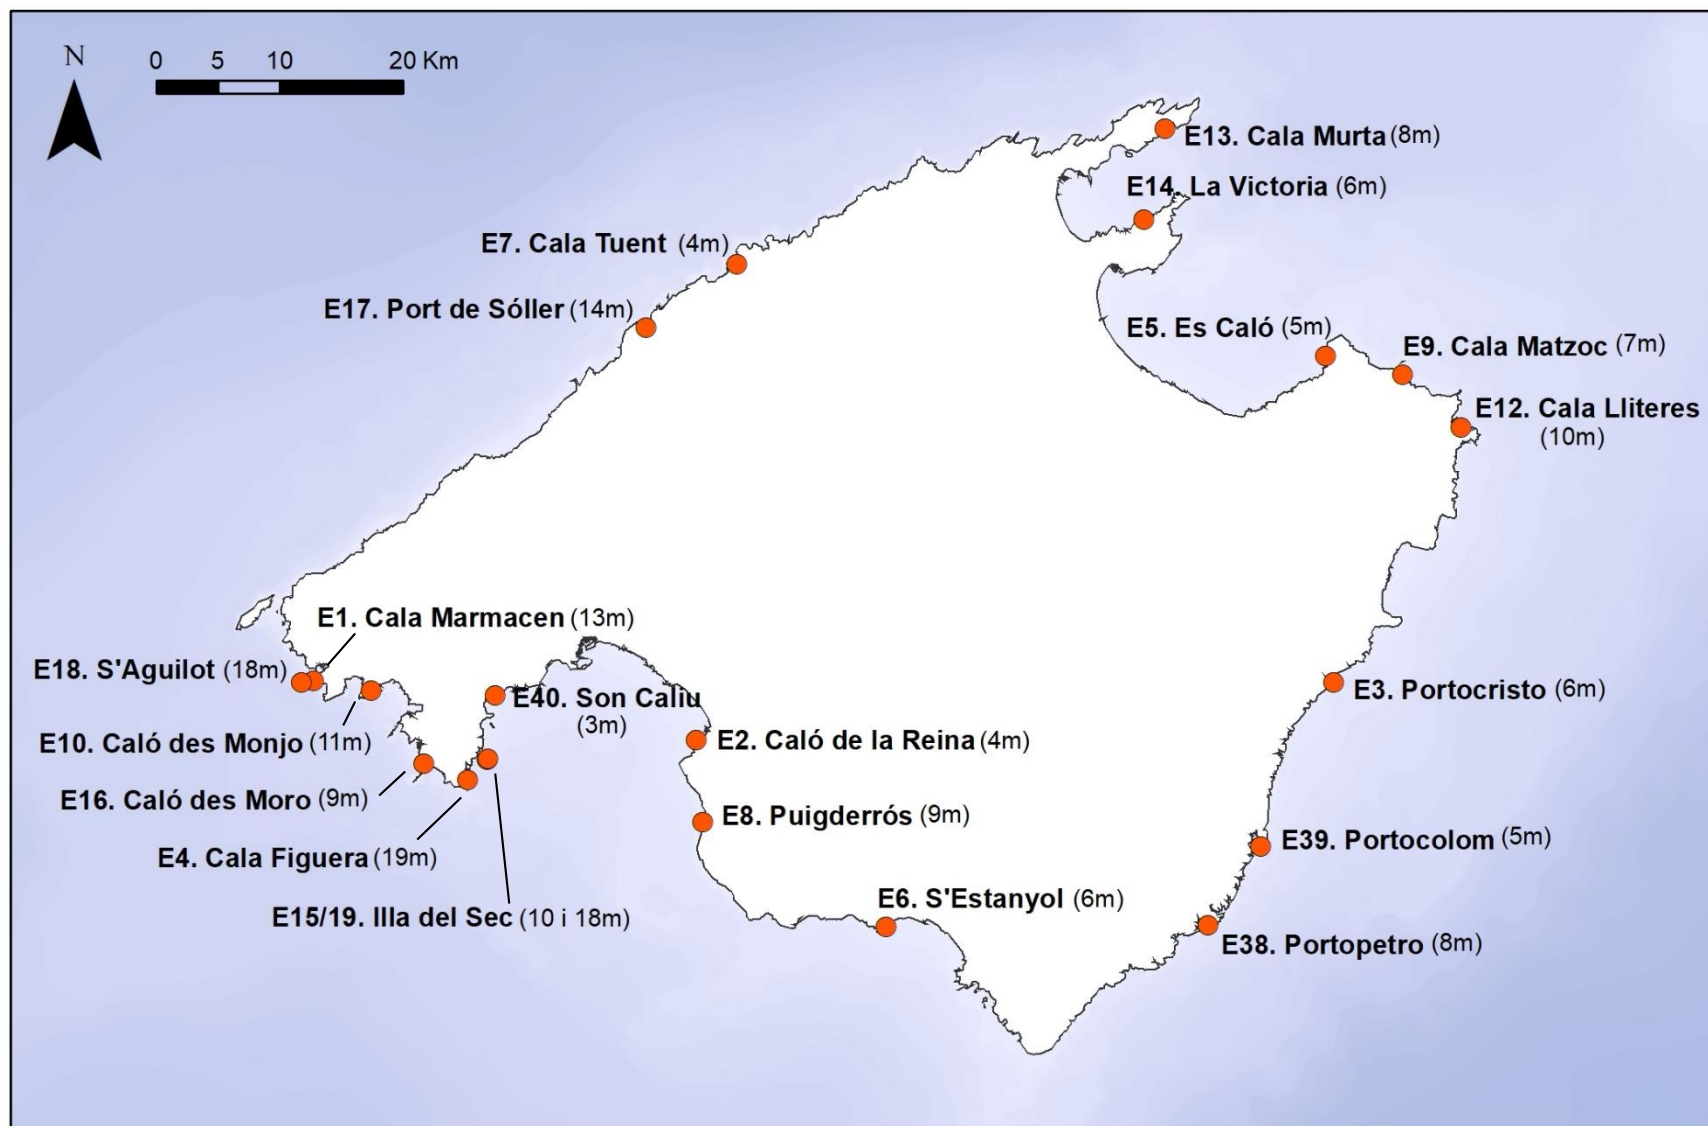 N
0 5 10 20 Km
E13. Cala Murta (8m)
E14. La Victoria (6m)
E7. Cala Tuent (4m)
E17. Port de Sóller (14m)
E5. Es Caló (5m)
E9. Cala Matzoc (7m)
E12. Cala Lliteres
(10m)
E1. Cala Marmacen (13m)
E18. S'Aguilot (18m)
E40. Son Caliu
(3m)
E3. Portocristo (6m)
E10. Caló des Monjo (11m)
E2. Caló de la Reina (4m)
E16. Caló des Moro (9m)
E8. Puigderrós (9m)
E39. Portocolom (5m)
E4. Cala Figuera (19m)
E6. S'Estanyol (6m)
E15/19. Illa del Sec (10 i 18m)
E38. Portopetro (8m)